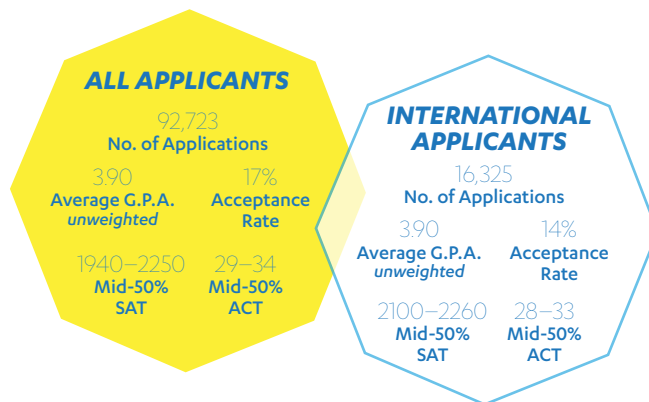 ALL APPLICANTS
92,723
No. of Applications
3.90
Average G.P.A.
unweighted
17%
Acceptance
Rate
1940–2250
Mid-50%
SAT
29–34
Mid-50%
ACT
INTERNATIONAL
APPLICANTS
16,325
No. of Applications
3.90
Average G.P.A.
unweighted
14%
Acceptance
Rate
2100–2260
Mid-50%
SAT
28–33
Mid-50%
ACT